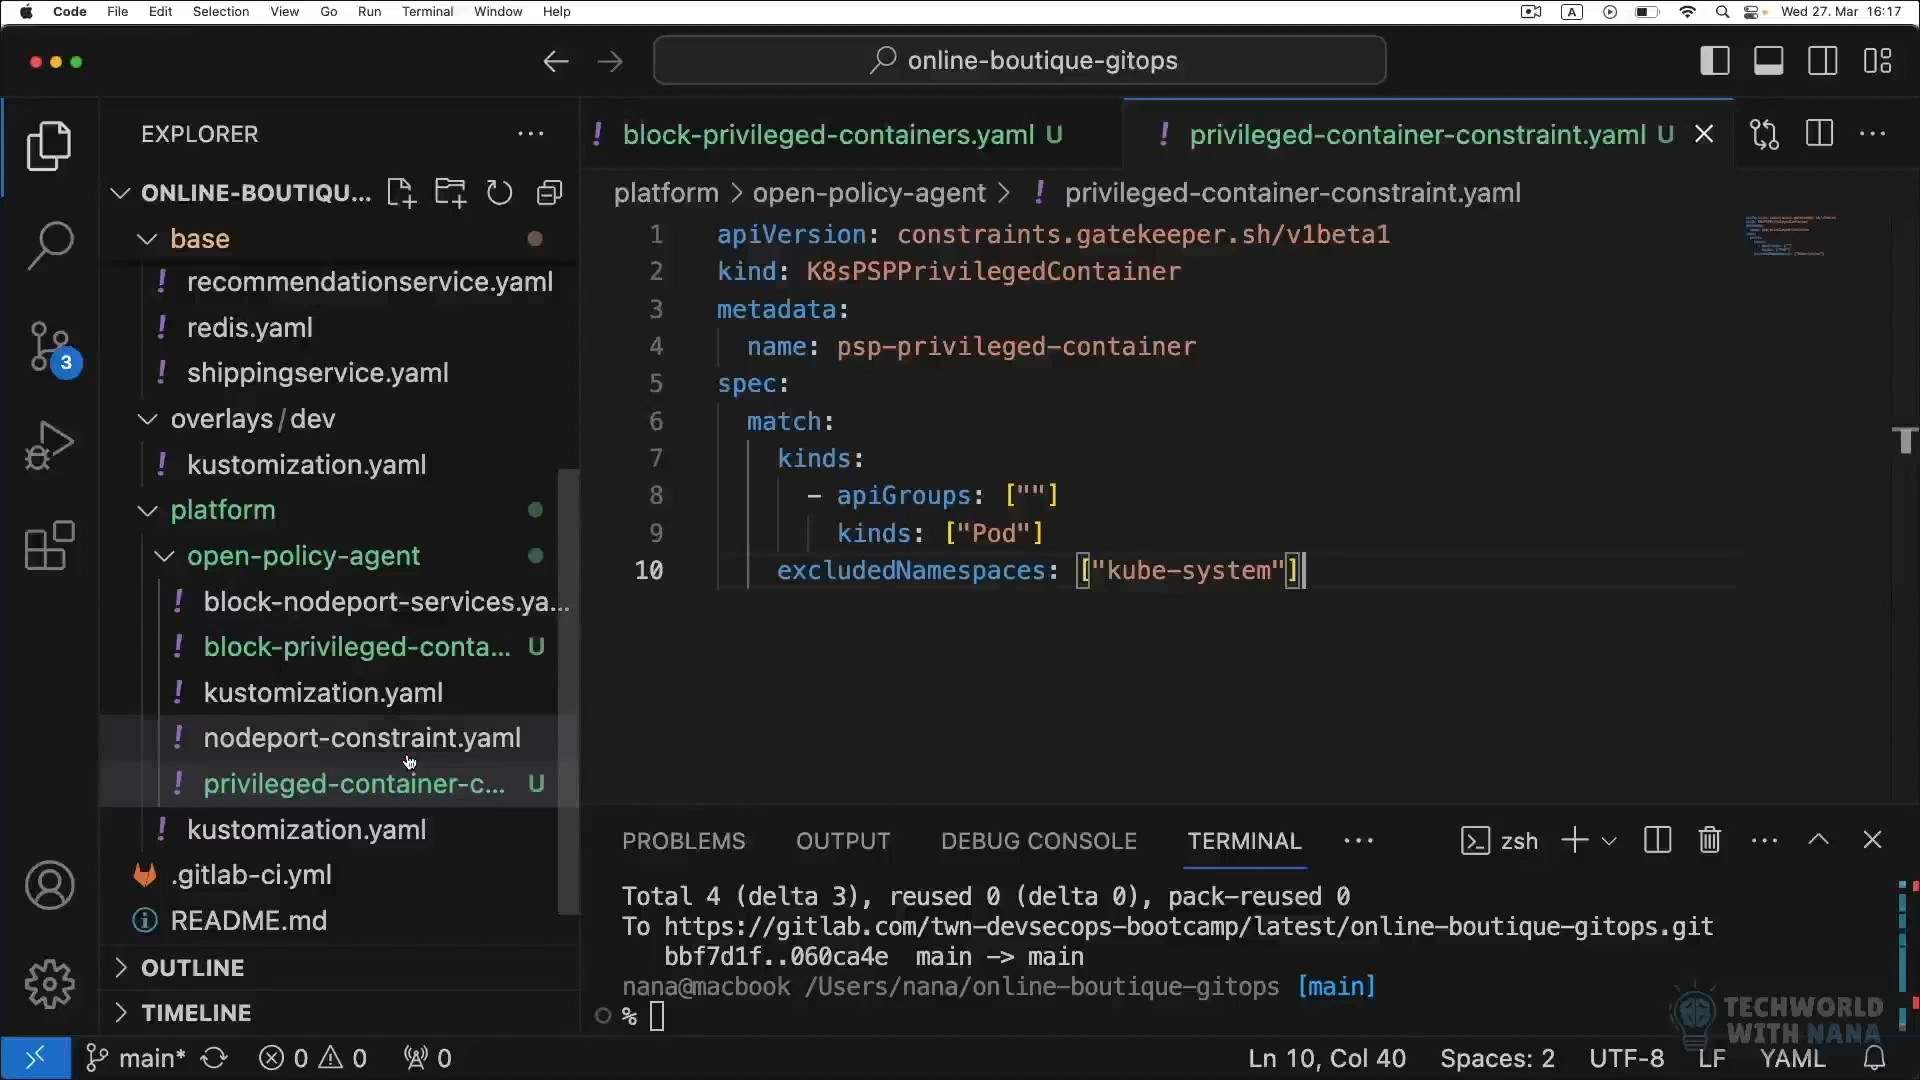 Code File Edit Selection View Go Run Terminal Window Help A Wed 27. Mar 16:17
online-boutique-gitops
EXPLORER
ONLINE-BOUTIQU...
base
recommendationservice.yaml
redis.yaml
shippingservice.yaml
overlays/dev
kustomization.yaml
platform
open-policy-agent
block-nodeport-services.ya...
block-privileged-conta... U
kustomization.yaml
nodeport-constraint.yaml
privileged-container-c... U
kustomization.yaml
.gitlab-ci.yml
README.md
OUTLINE
TIMELINE
3
block-privileged-containers.yaml U
privileged-container-constraint.yaml U
platform > open-policy-agent > ! privileged-container-constraint.yaml
1 apiVersion: constraints.gatekeeper.sh/v1beta1
2 kind: K8sPSPPrivilegedContainer
3 metadata:
4 name: psp-privileged-container
5 spec:
6 match:
7 kinds:
8 - apiGroups: [""]
9 kinds: ["Pod"]
10 excludedNamespaces: ["kube-system"]
PROBLEMS OUTPUT DEBUG CONSOLE TERMINAL ... zsh
Total 4 (delta 3), reused 0 (delta 0), pack-reused 0
To https://gitlab.com/twn-devsecops-bootcamp/latest/online-boutique-gitops.git
bbf7d1f..060ca4e main -> main
nana@macbook /Users/nana/online-boutique-gitops [main]
%
TECHWORLD
WITH NANA
main* 0 0 0 Ln 10, Col 40 Spaces: 2 UTF-8 LF YAML